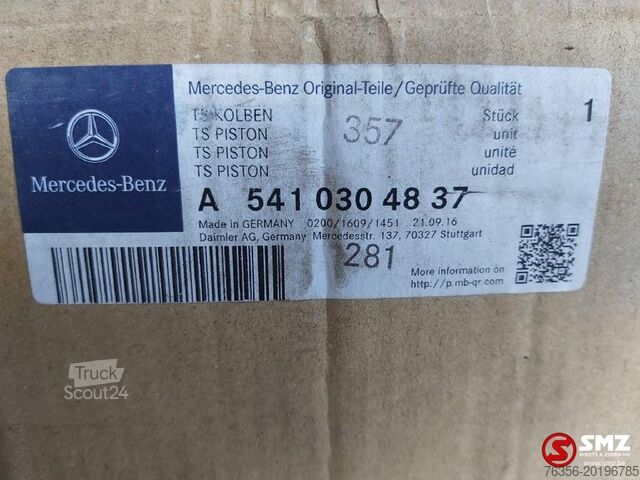 Mercedes-Benz
Mercedes-Benz Original-Teile/Geprüfte Qualität
TS KOLBEN
TS PISTON
TS PISTON
TS PISTON
357
Stück
unit
unité
unidad
1
A 541 030 48 37
Made in GERMANY 0200/1609/1451 21.09.16
Daimler AG, Germany, Mercedesstr. 137, 70327 Stuttgart
281
More information on
http://p.mb-qr.com
Truck
Scout24
SMZ
76356-20196785